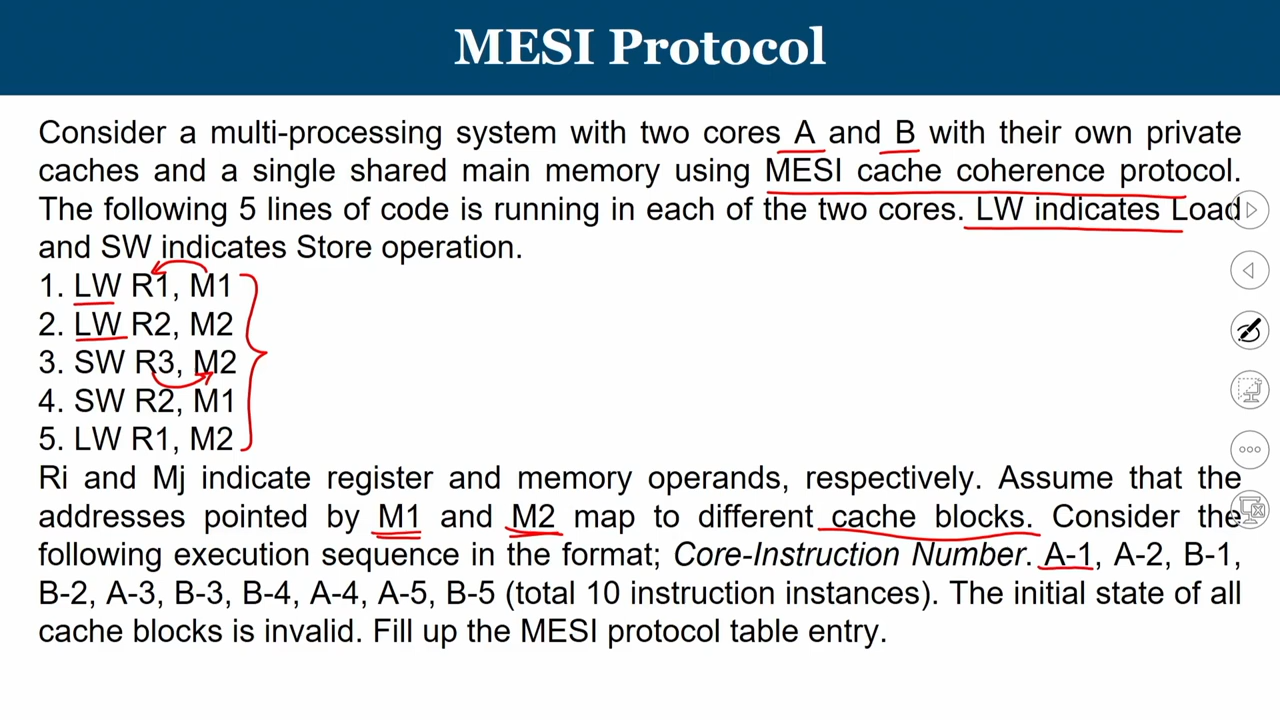 MESI Protocol
Consider a multi-processing system with two cores A and B with their own private
caches and a single shared main memory using MESI cache coherence protocol.
The following 5 lines of code is running in each of the two cores. LW indicates Load
and SW indicates Store operation.
1. LW R1, M1
2. LW R2, M2
3. SW R3, M2
4. SW R2, M1
5. LW R1, M2
Ri and Mj indicate register and memory operands, respectively. Assume that the
addresses pointed by M1 and M2 map to different cache blocks. Consider the
following execution sequence in the format; Core-Instruction Number. A-1, A-2, B-1,
B-2, A-3, B-3, B-4, A-4, A-5, B-5 (total 10 instruction instances). The initial state of all
cache blocks is invalid. Fill up the MESI protocol table entry.